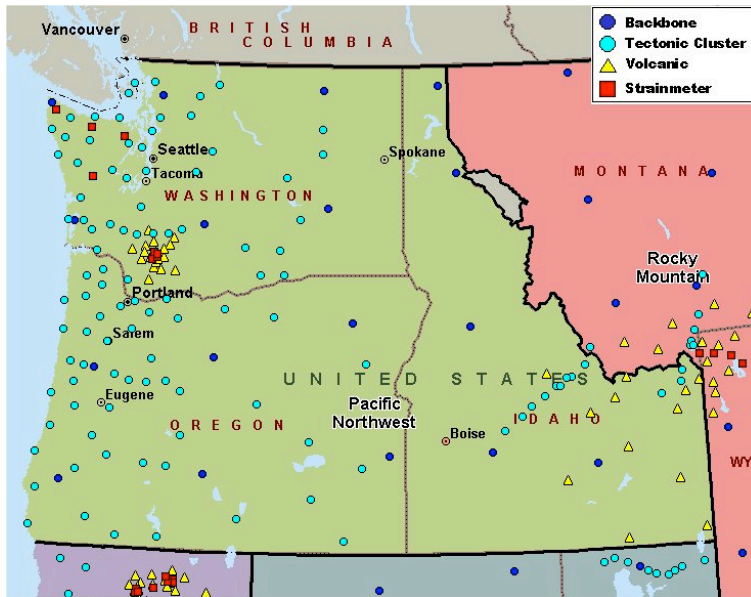 BRITISH
COLUMBIA
Vancouver
Backbone
Tectonic Cluster
Volcanic
Strainmeter
Seattle
Tacoma
Spokane
WASHINGTON
MONTANA
Rocky
Mountain
Portland
Salem
UNITED STATES
Eugene
OREGON
Pacific
Northwest
IDAHO
Boise
WY